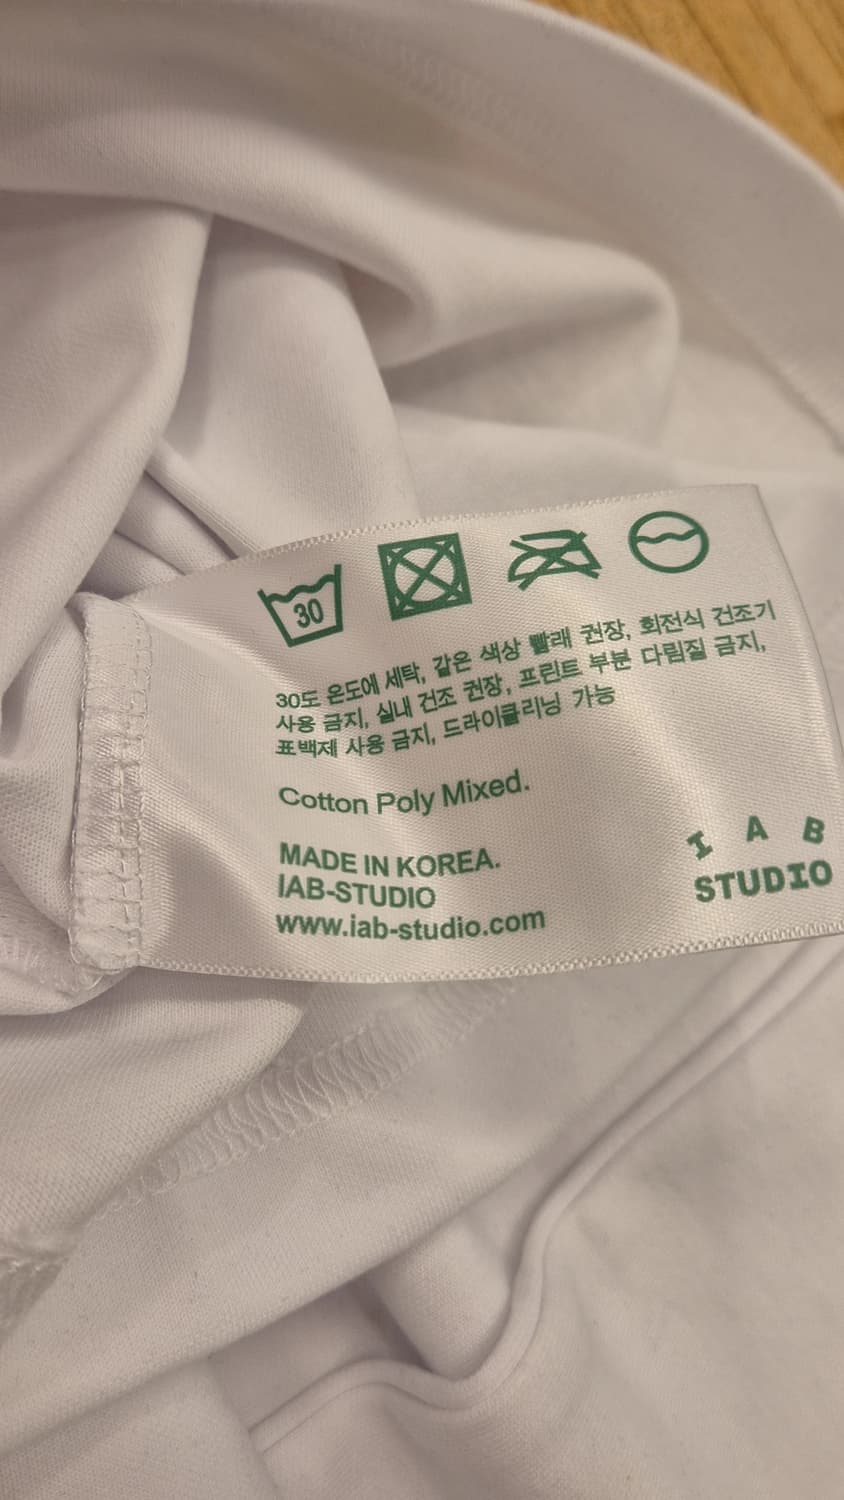 30
30도 온도에 세탁, 같은 색상 빨래 권장, 회전식 건조기
사용 금지, 실내 건조 권장, 프린트 부분 다림질 금지,
표백제 사용 금지, 드라이클리닝 가능
Cotton Poly Mixed.
MADE IN KOREA.
IAB-STUDIO
www.iab-studio.com
I A B
STUDIO